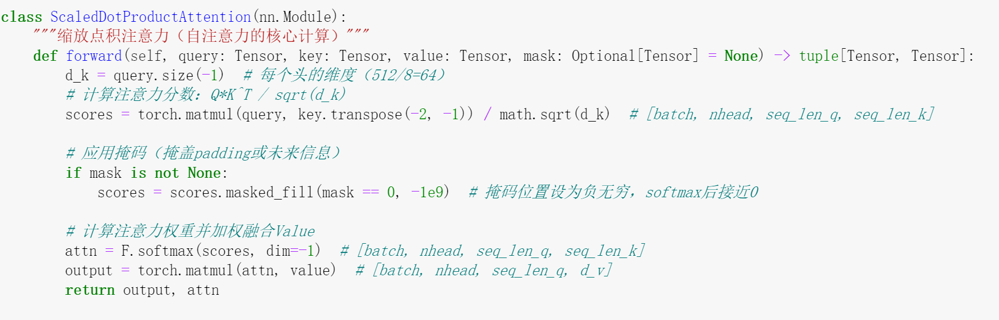 class ScaledDotProductAttention(nn.Module):
    """缩放点积注意力（自注意力的核心计算）"""
    def forward(self, query: Tensor, key: Tensor, value: Tensor, mask: Optional[Tensor] = None) -> tuple[Tensor, Tensor]:
        d_k = query.size(-1)  # 每个头的维度（512/8=64）
        # 计算注意力分数：Q*K^T / sqrt(d_k)
        scores = torch.matmul(query, key.transpose(-2, -1)) / math.sqrt(d_k)  # [batch, nhead, seq_len_q, seq_len_k]
        # 应用掩码（掩盖padding或未来信息）
        if mask is not None:
            scores = scores.masked_fill(mask == 0, -1e9)  # 掩码位置设为负无穷，softmax后接近0
        # 计算注意力权重并加权融合Value
        attn = F.softmax(scores, dim=-1)  # [batch, nhead, seq_len_q, seq_len_k]
        output = torch.matmul(attn, value)  # [batch, nhead, seq_len_q, d_v]
        return output, attn